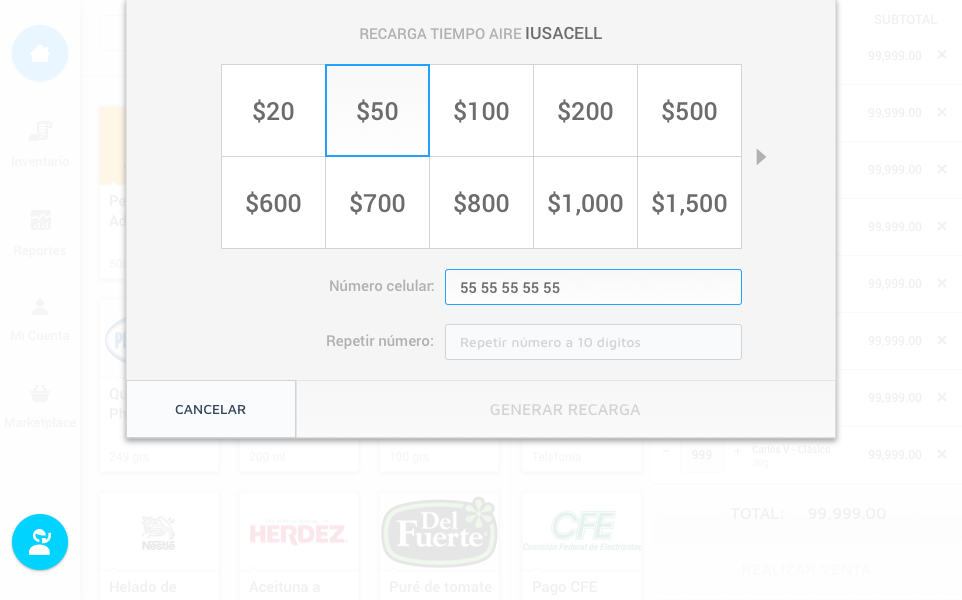 RECARGA TIEMPO AIRE IUSACELL
$20 $50 $100 $200 $500
$600 $700 $800 $1,000 $1,500
Número celular: 55 55 55 55 55
Repetir número: Repetir número a 10 dígitos
CANCELAR GENERAR RECARGA
Inventario
Reportes
Mi Cuenta
Marketplace
SUBTOTAL
99,999.00 ×
99,999.00 ×
99,999.00 ×
99,999.00 ×
99,999.00 ×
99,999.00 ×
99,999.00 ×
- 999 + Carlos V - Clásico 99,999.00 ×
249 grs
200 ml
190 grs
Telefonía
TOTAL: 99,999.00
REALIZAR VENTA
Nestlé
HERDEZ
Del Fuerte
CFE
Comisión Federal de Electricidad
Helado de
Aceituna a
Puré de tomate
Pago CFE